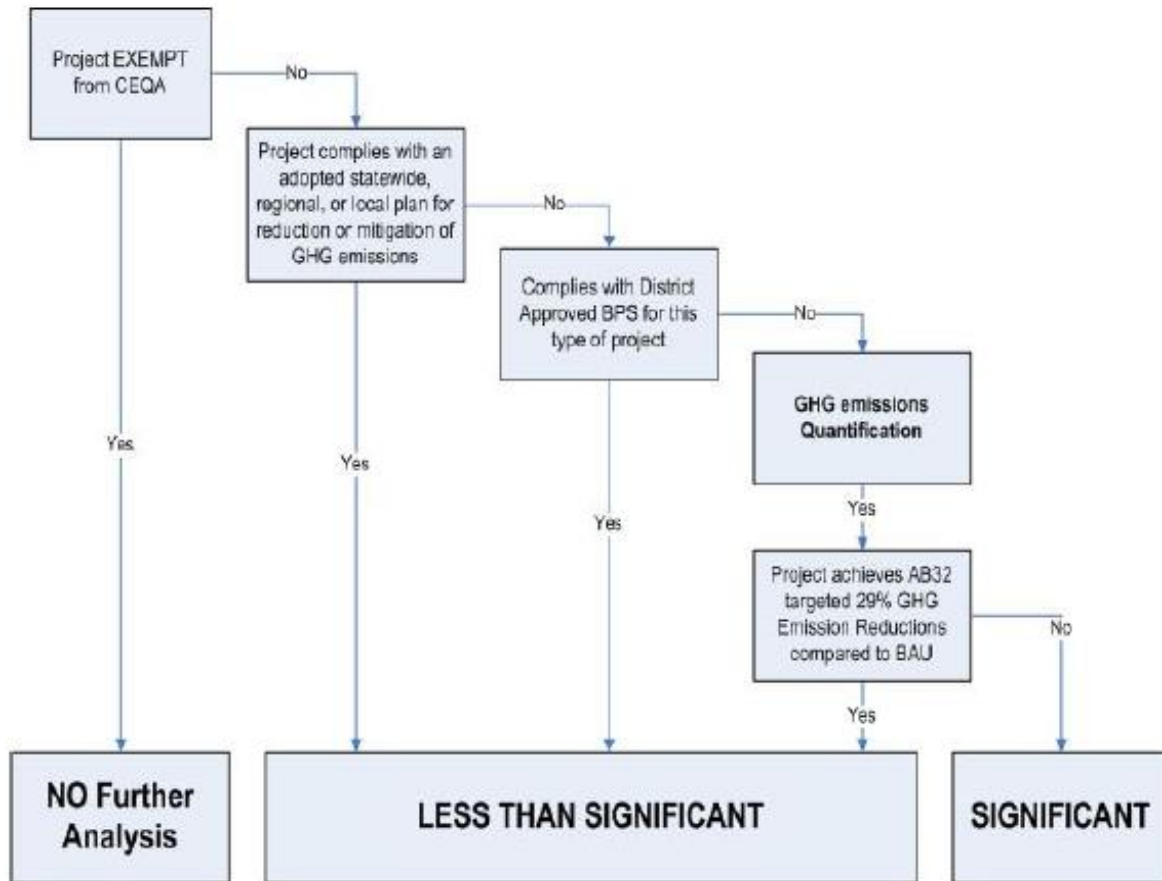 Project EXEMPT
from CEQA
No
Project complies with an
adopted statewide,
regional, or local plan for
reduction or mitigation of
GHG emissions
No
Complies with District
Approved BPS for this
type of project
No
GHG emissions
Quantification
Yes
Yes
Yes
Yes
Project achieves AB32
targeted 29% GHG
Emission Reductions
compared to BAU
No
Yes
NO Further
Analysis
LESS THAN SIGNIFICANT
SIGNIFICANT